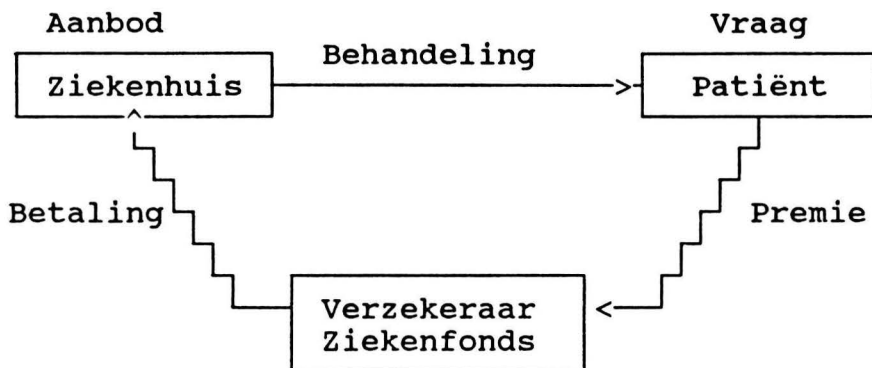 Aanbod
Vraag
Behandeling
Ziekenhuis
Patiënt
Betaling
Premie
Verzekeraar
Ziekenfonds